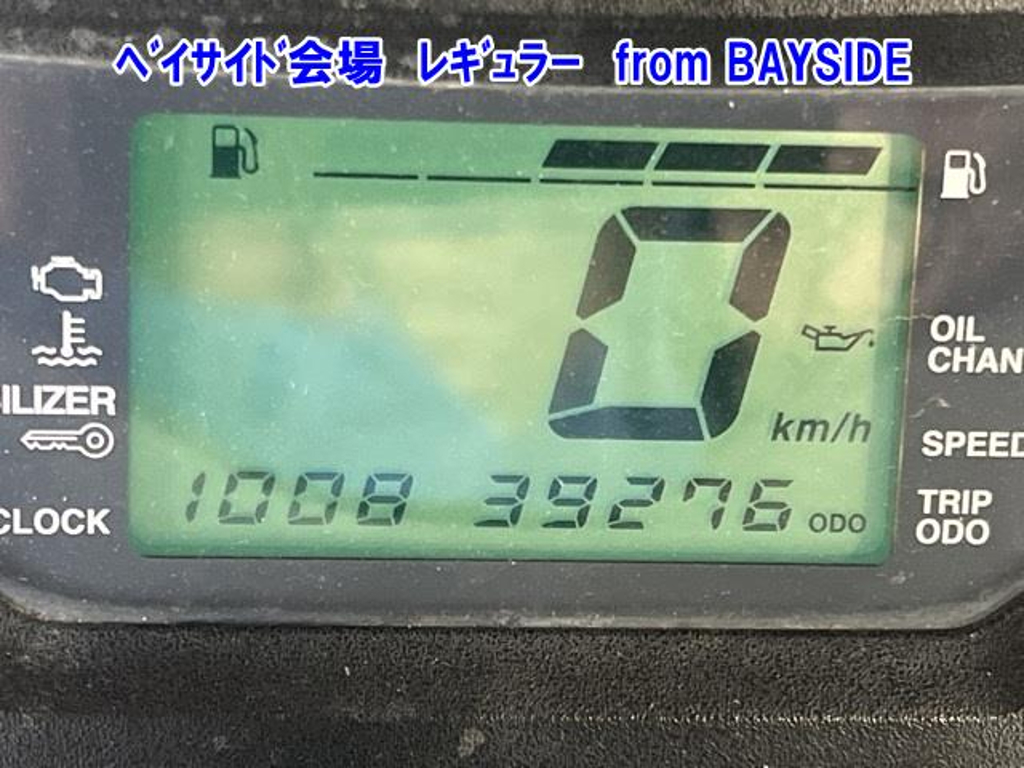 ﾍﾞｲｻｲﾄﾞ会場　ﾚｷﾞｭﾗｰ　from BAYSIDE
0
km/h
1008 39276 ODO
ILIZER
CLOCK
OIL
CHAN
SPEED
TRIP
ODO